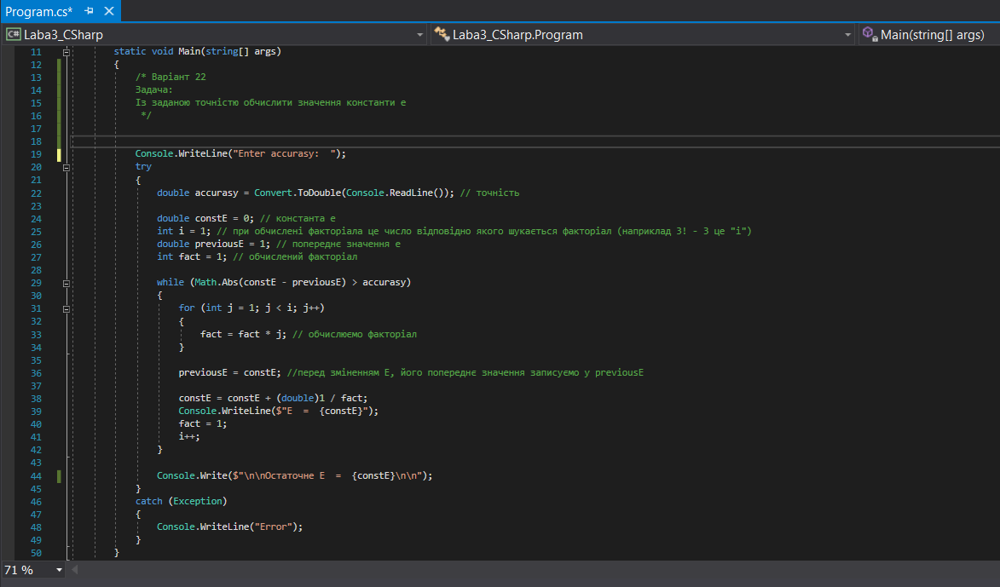 Program.cs*
Laba3_CSharp
Laba3_CSharp.Program
Main(string[] args)
11 static void Main(string[] args)
12 {
13 /* Варіант 22
14 Задача:
15 Із заданою точністю обчислити значення константи е
16 */
17
18
19 Console.WriteLine("Enter accurasy:  ");
20 try
21 {
22 double accurasy = Convert.ToDouble(Console.ReadLine()); // точність
23
24 double constE = 0; // константа е
25 int i = 1; // при обчислені факторіала це число відповідно якого шукається факторіал (наприклад 3! - 3 це "i")
26 double previousE = 1; // попереднє значення е
27 int fact = 1; // обчислений факторіал
28
29 while (Math.Abs(constE - previousE) > accurasy)
30 {
31 for (int j = 1; j < i; j++)
32 {
33 fact = fact * j; // обчислюємо факторіал
34 }
35
36 previousE = constE; //перед зміненням Е, його попереднє значення записуємо у previousE
37
38 constE = constE + (double)1 / fact;
39 Console.WriteLine($"E  =  {constE}");
40 fact = 1;
41 i++;
42 }
43
44 Console.Write($"\n\nОстаточне E  =  {constE}\n\n");
45 }
46 catch (Exception)
47 {
48 Console.WriteLine("Error");
49 }
50 }
71 %